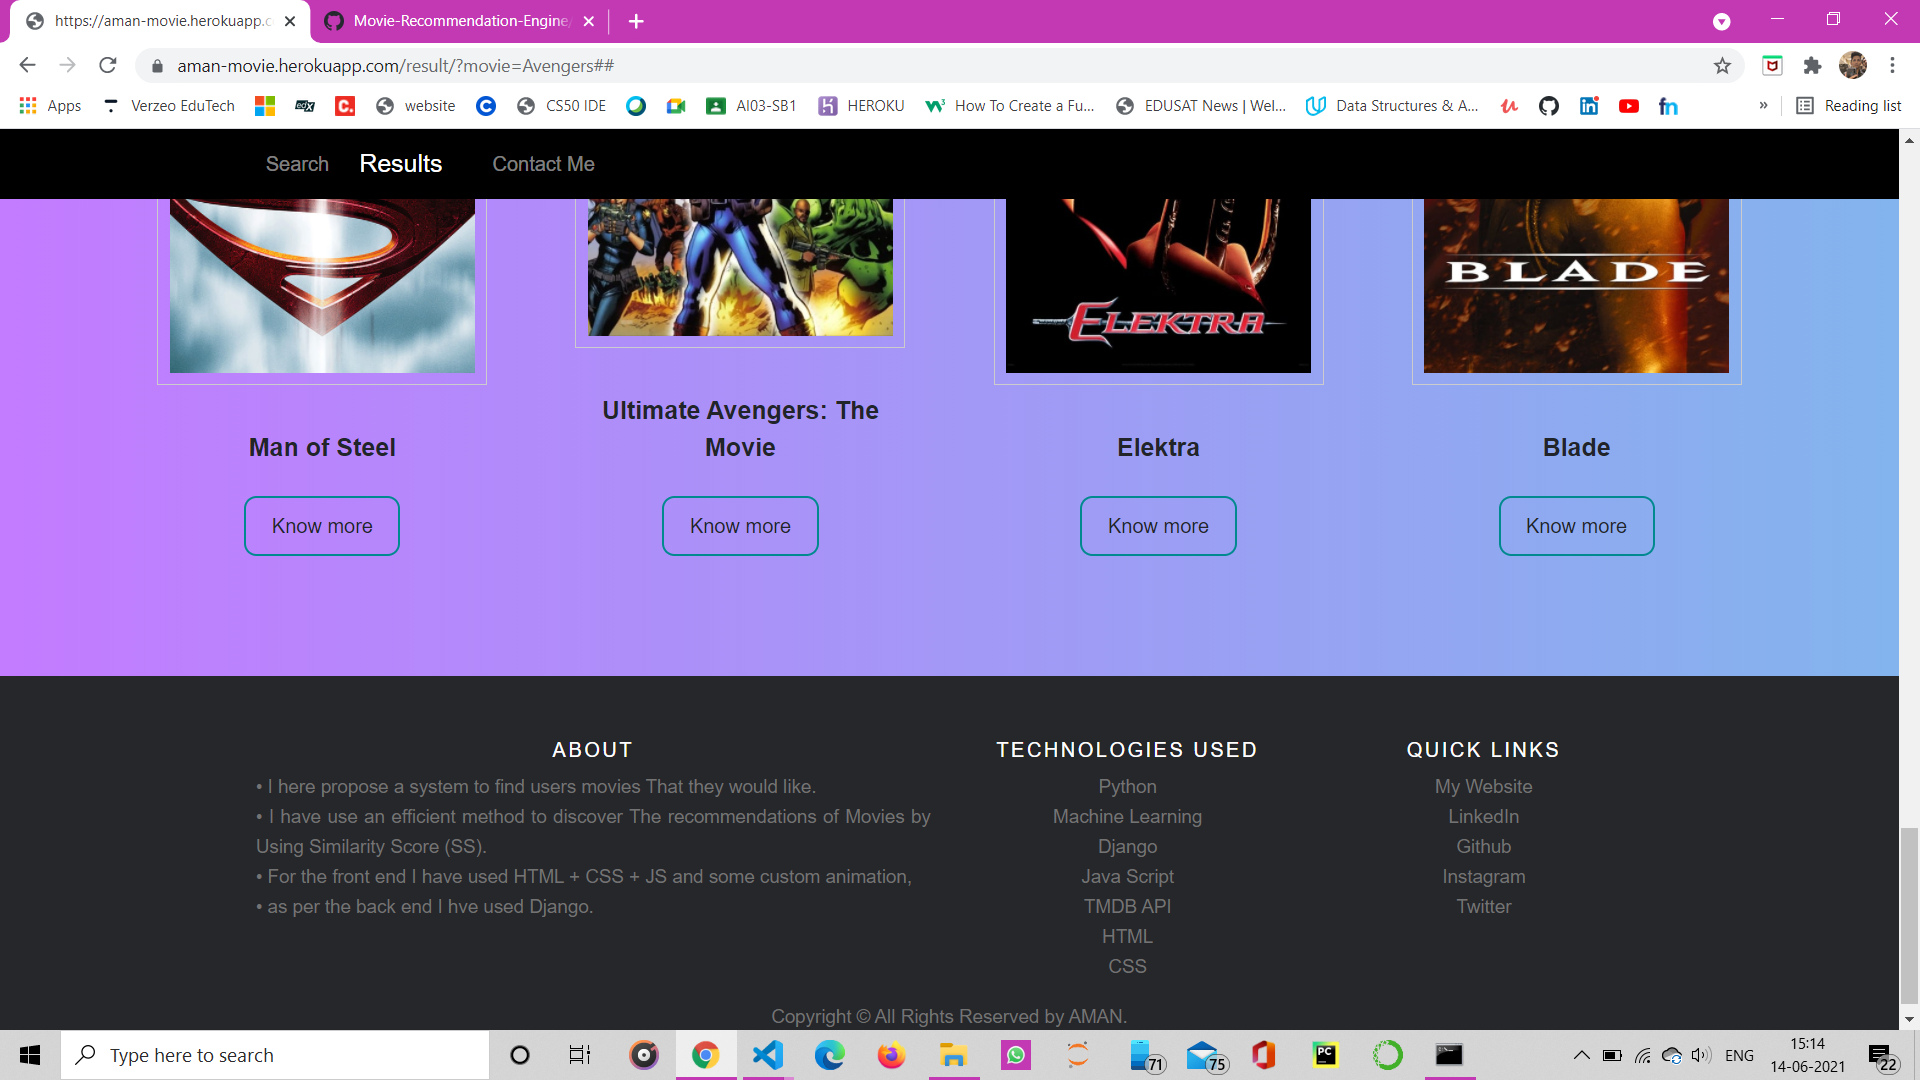 https://aman-movie.herokuapp.c
Movie-Recommendation-Engine/
aman-movie.herokuapp.com/result/?movie=Avengers##
Apps
Verzeo EduTech
edX
website
CS50 IDE
AI03-SB1
HEROKU
How To Create a Fu...
EDUSAT News | Wel...
Data Structures & A...
Reading list
Search
Results
Contact Me
ELEKTRA
BLADE
Man of Steel
Ultimate Avengers: The
Movie
Elektra
Blade
Know more
Know more
Know more
Know more
ABOUT
• I here propose a system to find users movies That they would like.
• I have use an efficient method to discover The recommendations of Movies by
Using Similarity Score (SS).
• For the front end I have used HTML + CSS + JS and some custom animation,
• as per the back end I hve used Django.
TECHNOLOGIES USED
Python
Machine Learning
Django
Java Script
TMDB API
HTML
CSS
QUICK LINKS
My Website
LinkedIn
Github
Instagram
Twitter
Copyright © All Rights Reserved by AMAN.
Type here to search
71
75
PC
ENG
15:14
14-06-2021
22